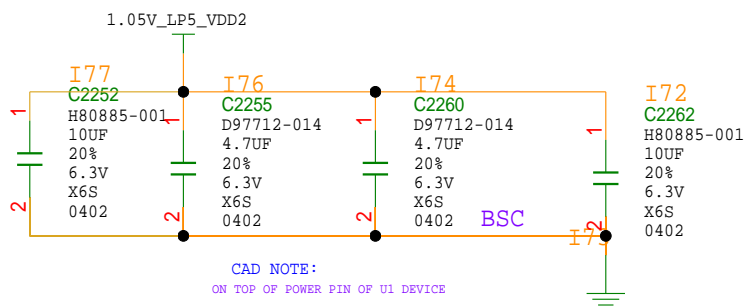 1.05V_LP5_VDD2
I77
C2252
H80885-001
10UF
20%
6.3V
X6S
0402
1
2
I76
C2255
D97712-014
4.7UF
20%
6.3V
X6S
0402
1
2
I74
C2260
D97712-014
4.7UF
20%
6.3V
X6S
0402
1
2
BSC
I72
C2262
H80885-001
10UF
20%
6.3V
X6S
0402
1
2
CAD NOTE:
ON TOP OF POWER PIN OF U1 DEVICE